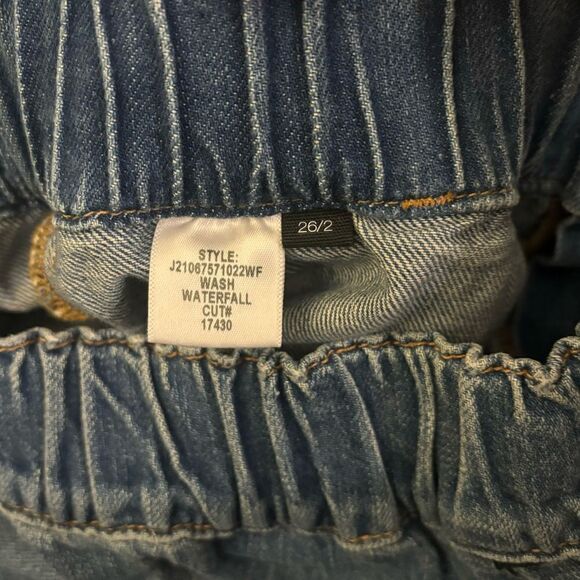 STYLE:
J21067571022WF
WASH
WATERFALL
CUT#
17430
26/2